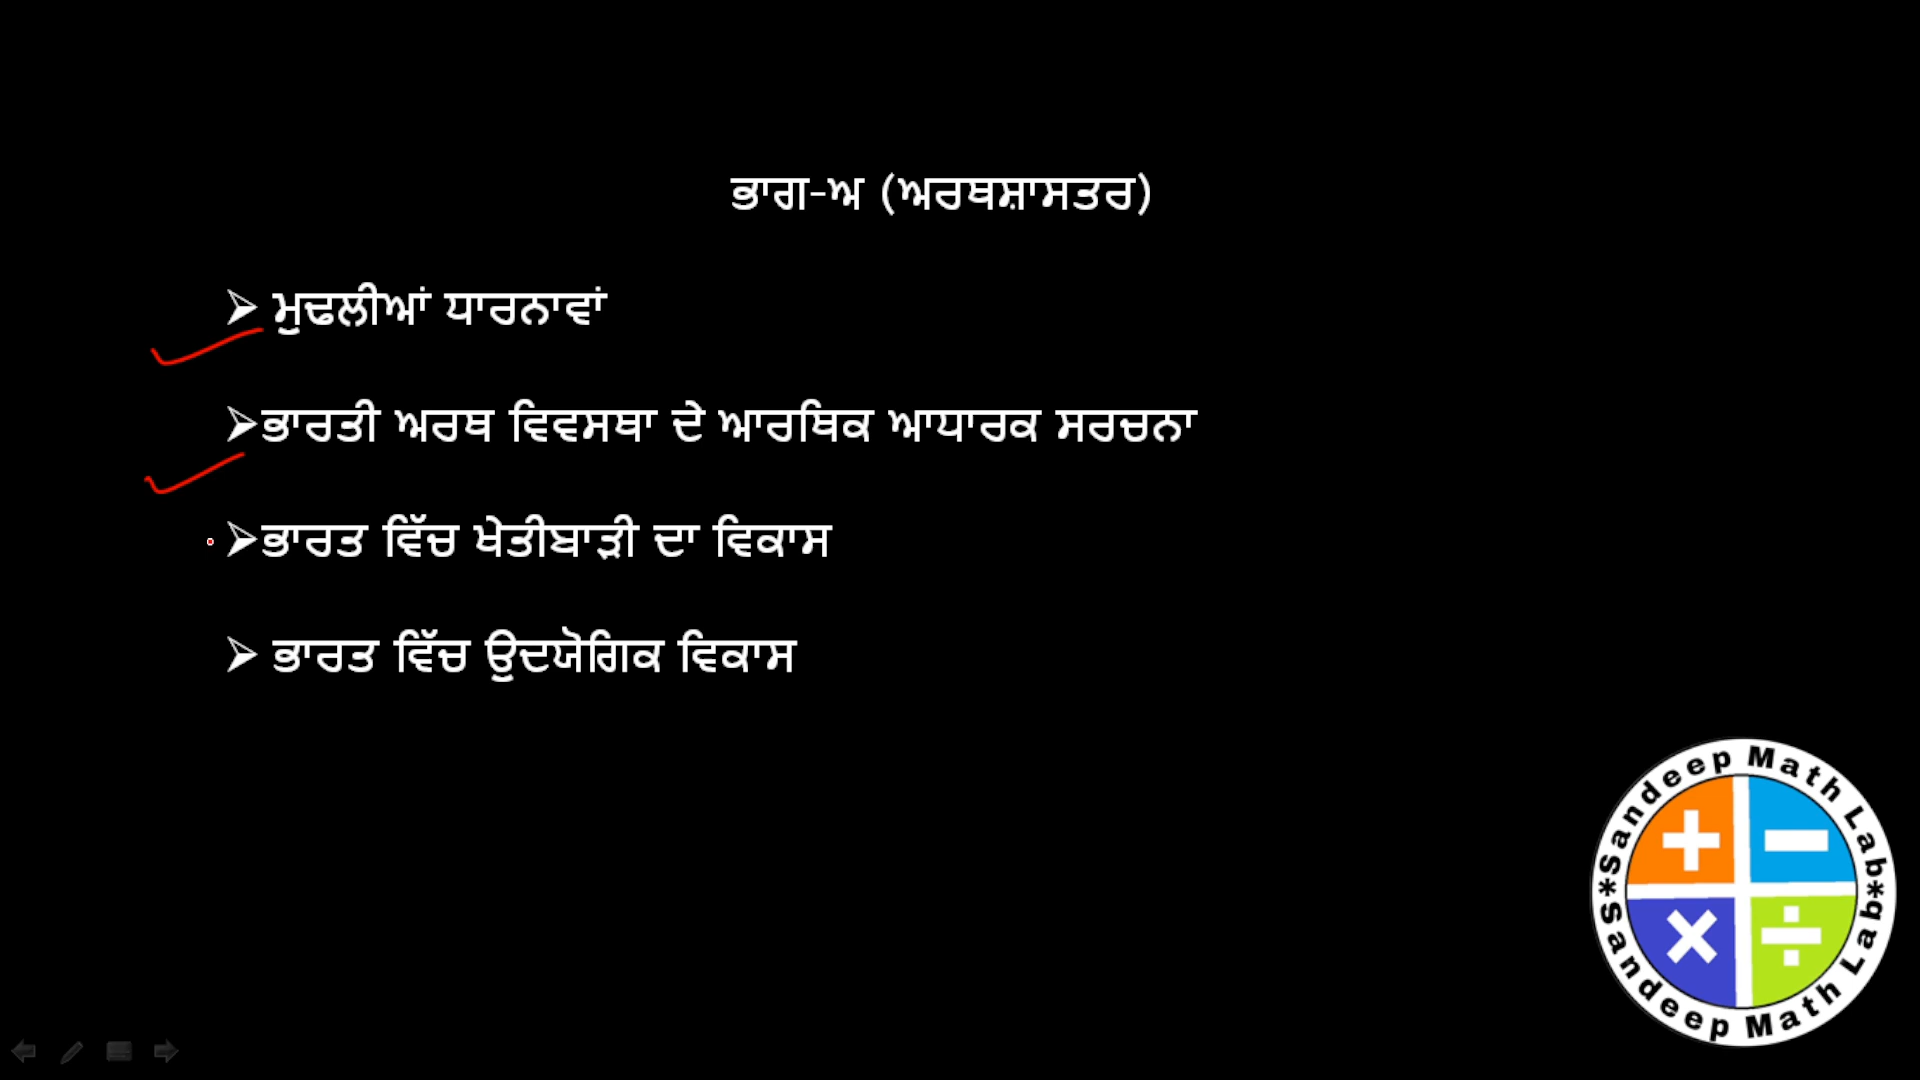 ਭਾਗ-ਅ (ਅਰਥਸ਼ਾਸਤਰ)
➢ ਮੁਢਲੀਆਂ ਧਾਰਨਾਵਾਂ
➢ਭਾਰਤੀ ਅਰਥ ਵਿਵਸਥਾ ਦੇ ਆਰਥਿਕ ਆਧਾਰਕ ਸਰਚਨਾ
➢ਭਾਰਤ ਵਿੱਚ ਖੇਤੀਬਾੜੀ ਦਾ ਵਿਕਾਸ
➢ ਭਾਰਤ ਵਿੱਚ ਉਦਯੋਗਿਕ ਵਿਕਾਸ
*Sandeep Math Lab*
Sandeep Math Lab